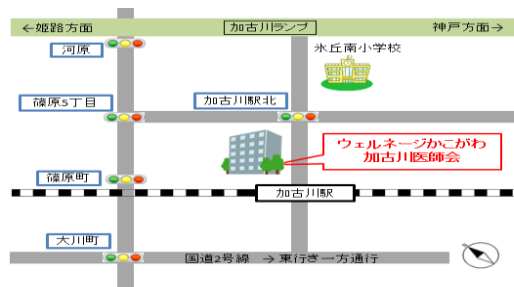 ←姫路方面
加古川ランプ
神戸方面→
河原
氷丘南小学校
篠原5丁目
加古川駅北
ウェルネージかこがわ
加古川医師会
篠原町
加古川駅
大川町
国道2号線 →東行き一方通行